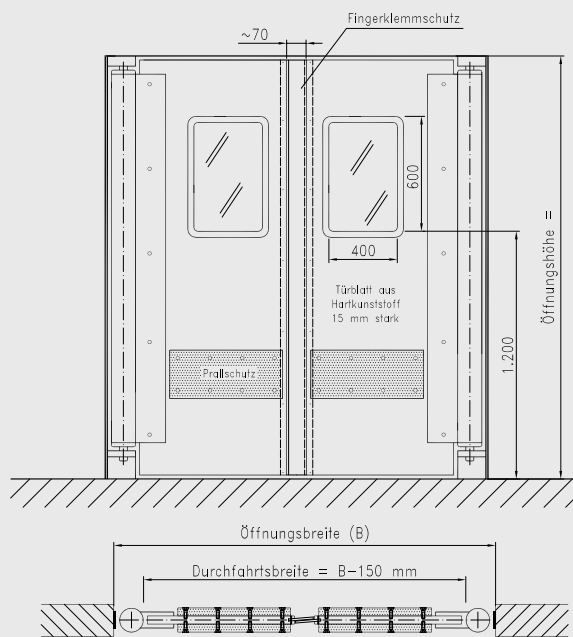 Fingerklemmschutz
~70
600
400
Öffnungshöhe =
Türblatt aus
Hartkunststoff
15 mm stark
1.200
Prallschutz
Öffnungsbreite (B)
Durchfahrtsbreite = B-150 mm